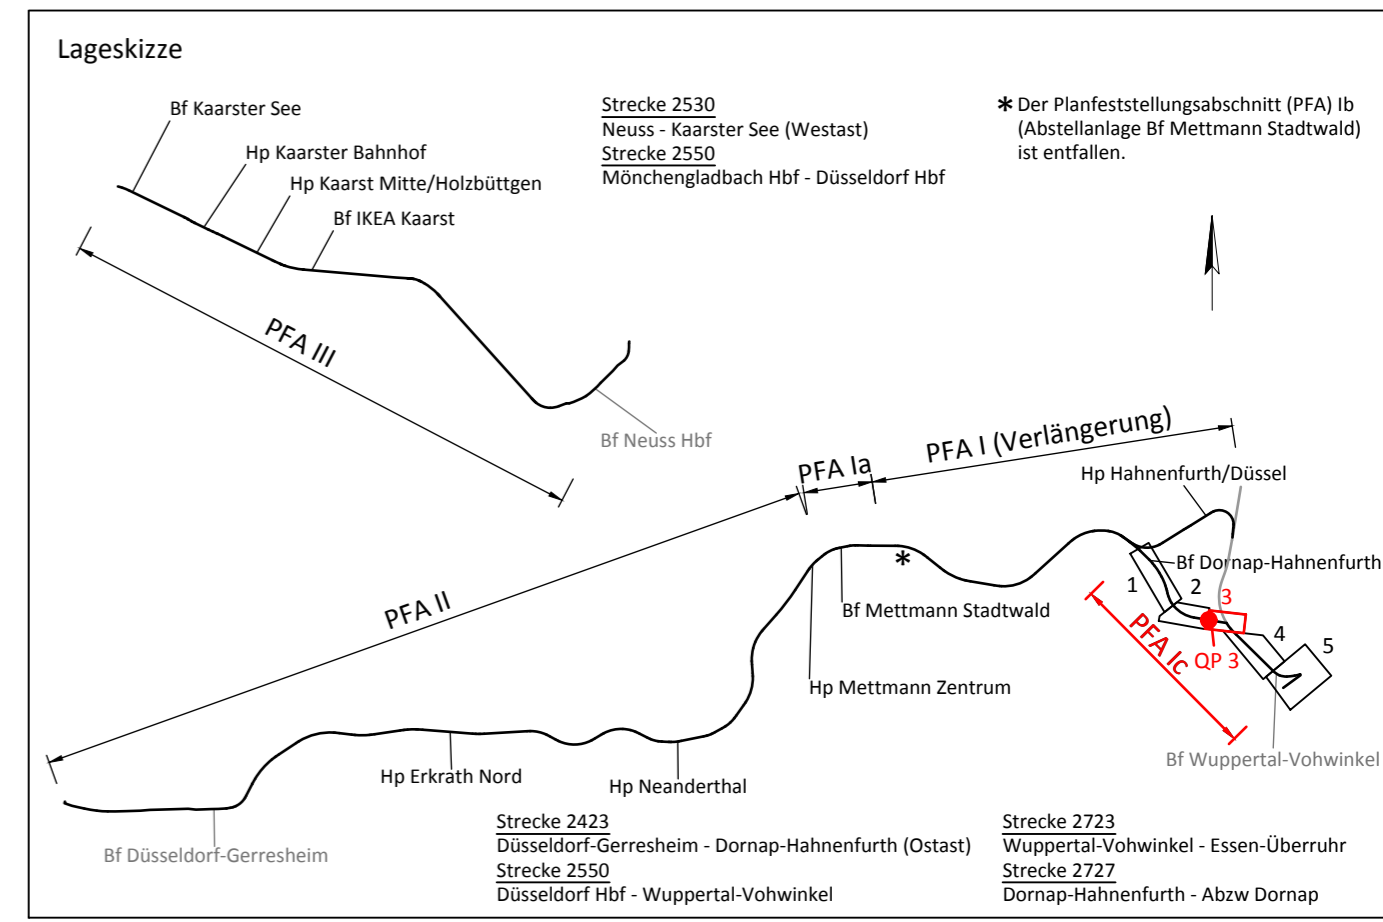 Lageskizze
Bf Kaarster See
Hp Kaarster Bahnhof
Hp Kaarst Mitte/Holzbüttgen
Bf IKEA Kaarst
Strecke 2530
Neuss - Kaarster See (Westast)
Strecke 2550
Mönchengladbach Hbf - Düsseldorf Hbf
* Der Planfeststellungsabschnitt (PFA) Ib
(Abstellanlage Bf Mettmann Stadtwald)
ist entfallen.
PFA III
Bf Neuss Hbf
PFA II
PFA Ia
PFA I (Verlängerung)
Hp Hahnenfurth/Düssel
Bf Dornap-Hahnenfurth
1
2
3
4
5
QP 3
PFA Ic
*
Bf Mettmann Stadtwald
Hp Mettmann Zentrum
Bf Wuppertal-Vohwinkel
Hp Erkrath Nord
Hp Neanderthal
Bf Düsseldorf-Gerresheim
Strecke 2423
Düsseldorf-Gerresheim - Dornap-Hahnenfurth (Ostast)
Strecke 2550
Düsseldorf Hbf - Wuppertal-Vohwinkel
Strecke 2723
Wuppertal-Vohwinkel - Essen-Überruhr
Strecke 2727
Dornap-Hahnenfurth - Abzw Dornap